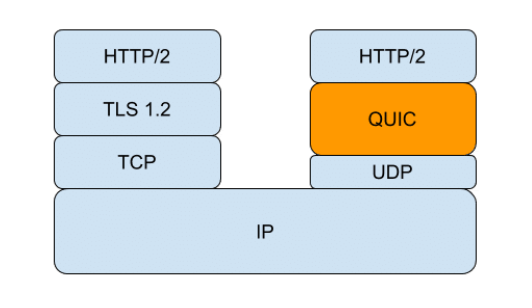 HTTP/2
TLS 1.2
TCP
HTTP/2
QUIC
UDP
IP